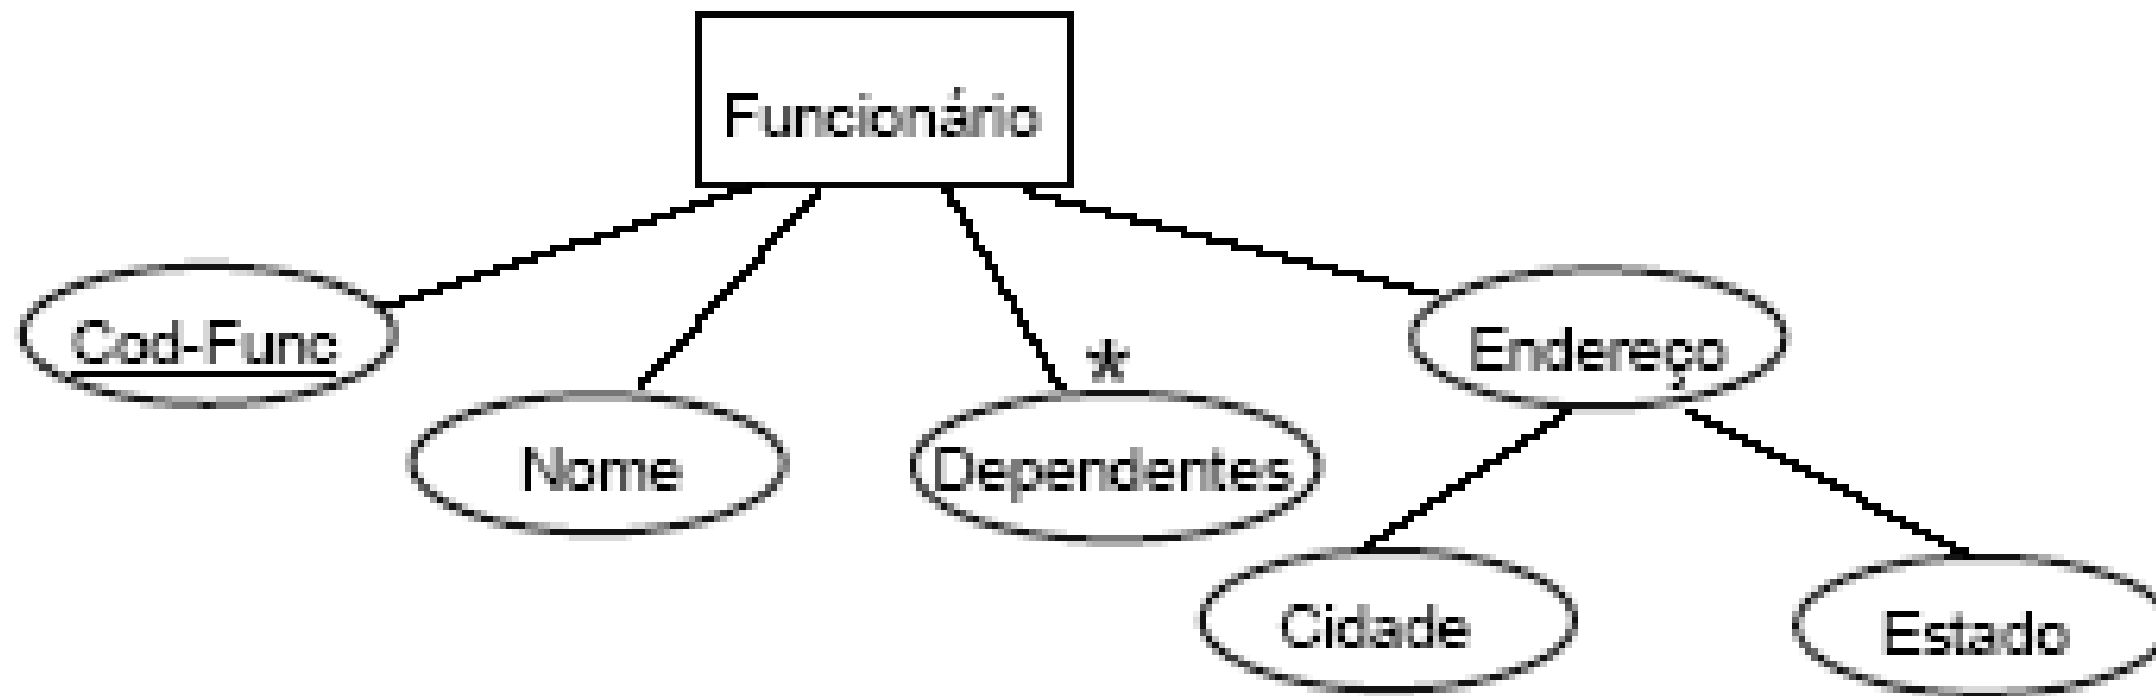 Funcionário
Cod-Func
Nome
*
Dependentes
Endereço
Cidade
Estado